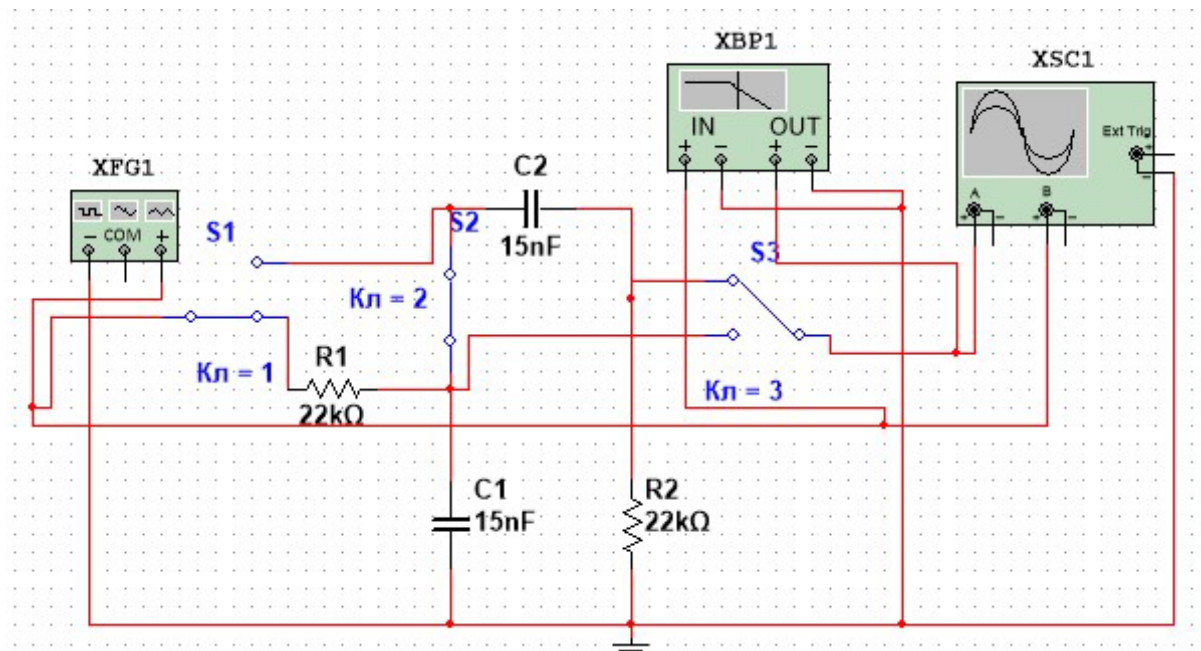 XBP1
XSC1
IN OUT
+ - + -
Ext Trig
+
-
A B
+ - + -
XFG1
- COM +
C2
15nF
S1
S2
S3
Кл = 2
Кл = 1
R1
22kΩ
Кл = 3
C1
15nF
R2
22kΩ